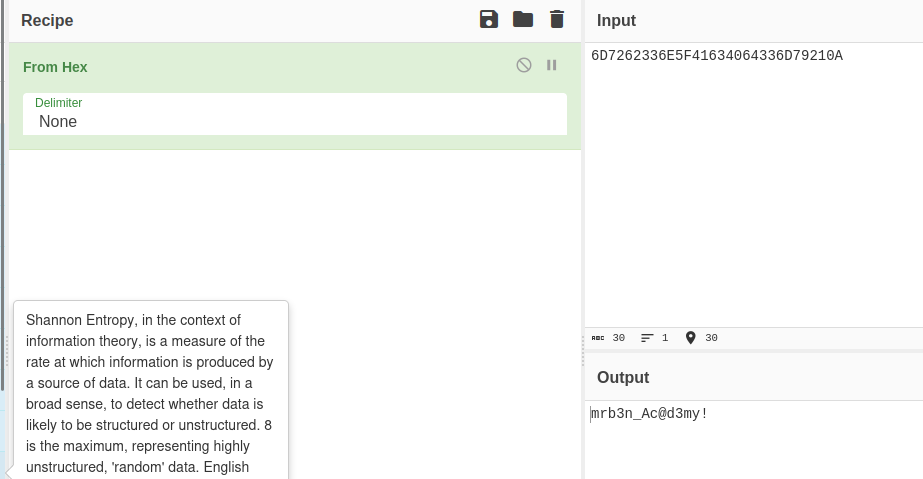 Recipe
From Hex
Delimiter
None
Shannon Entropy, in the context of
information theory, is a measure of the
rate at which information is produced by
a source of data. It can be used, in a
broad sense, to detect whether data is
likely to be structured or unstructured. 8
is the maximum, representing highly
unstructured, 'random' data. English
Input
6D7262336E5F41634064336D79210A
ABC 30 1 30
Output
mrb3n_Ac@d3my!